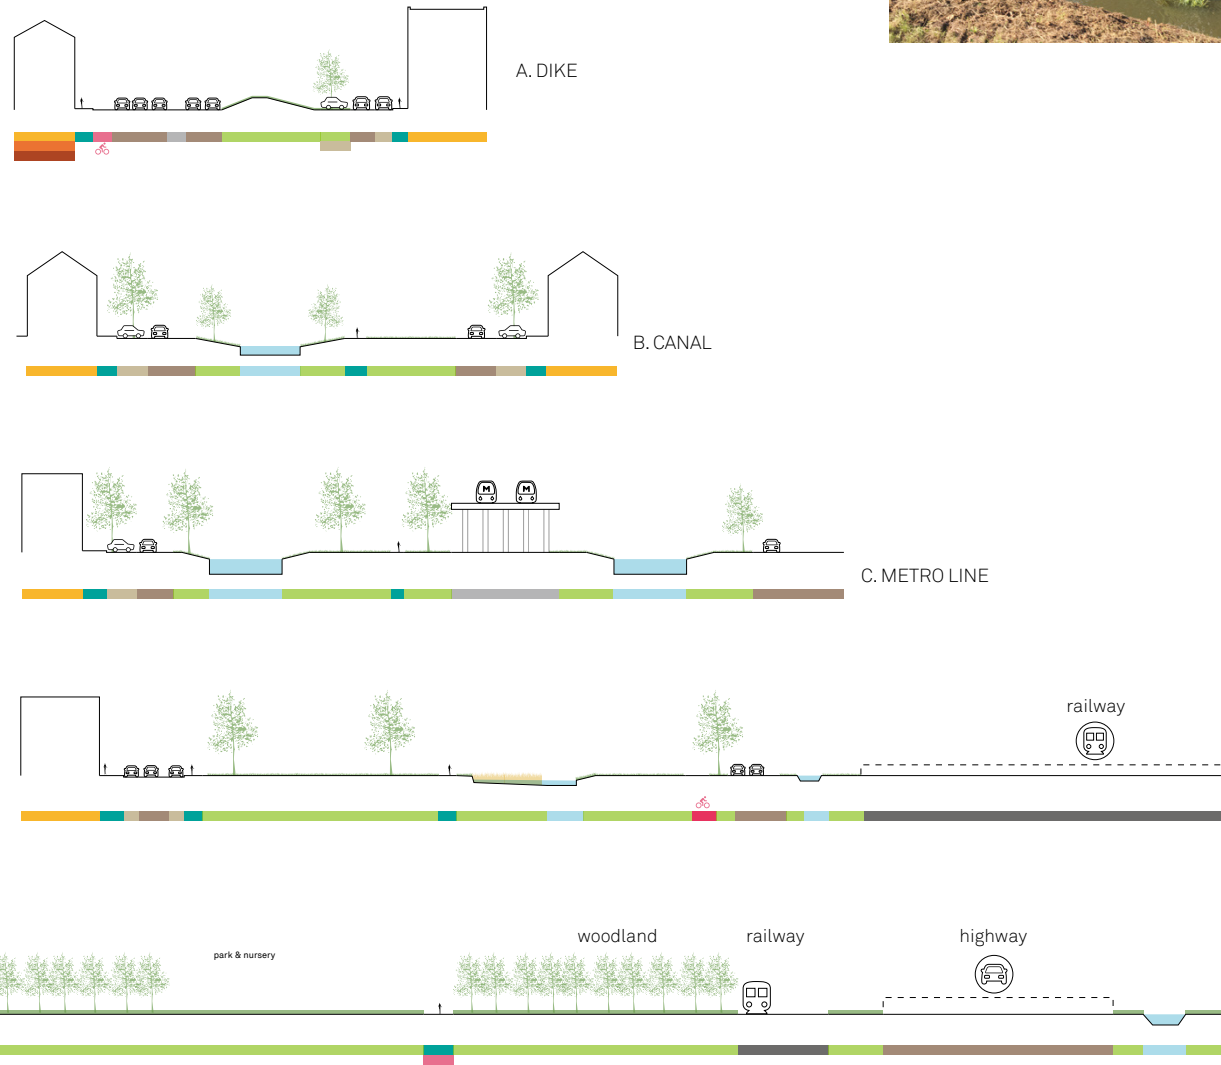 A. DIKE
B. CANAL
M M
C. METRO LINE
railway
woodland railway highway
park & nursery